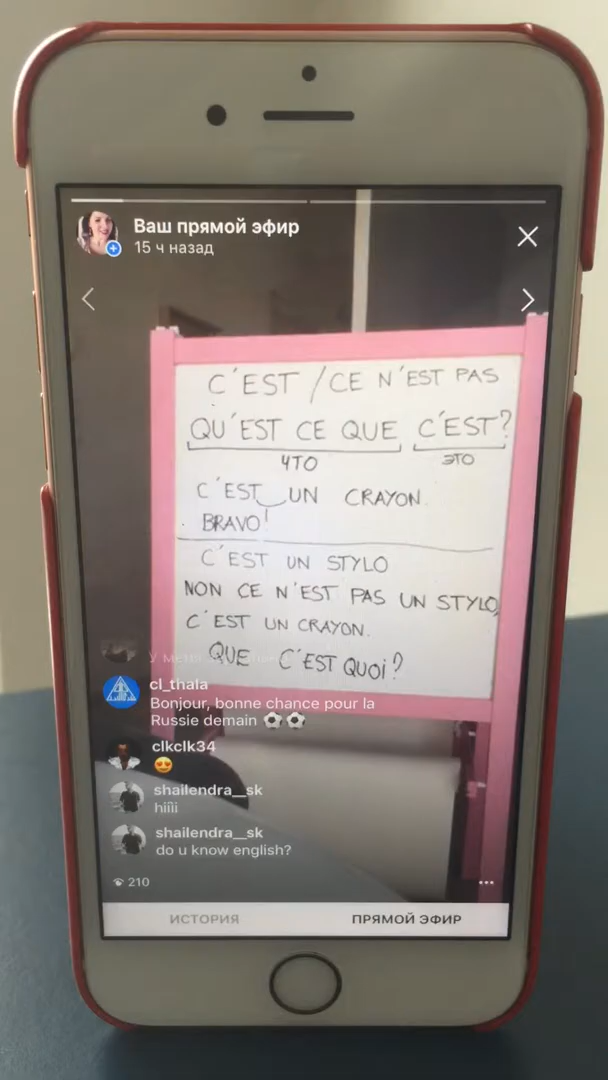 Ваш прямой эфир
15 ч назад
C'EST / CE N'EST PAS
QU'EST CE QUE C'EST?
ЧТО ЭТО
C'EST UN CRAYON.
BRAVO!
C'EST UN STYLO
NON CE N'EST PAS UN STYLO,
C'EST UN CRAYON.
QUE C'EST QUOI?
У меня
cl_thala
Bonjour, bonne chance pour la
Russie demain ⚽⚽
clkclk34
😍
shailendra__sk
hiiii
shailendra__sk
do u know english?
210
ИСТОРИЯ ПРЯМОЙ ЭФИР